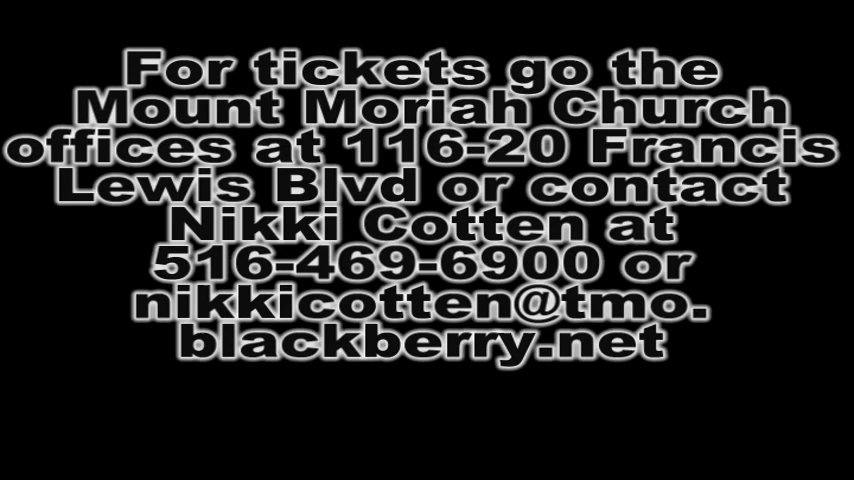 For tickets go the
Mount Moriah Church
offices at 116-20 Francis
Lewis Blvd or contact
Nikki Cotten at
516-469-6900 or
nikkicotten@tmo.
blackberry.net